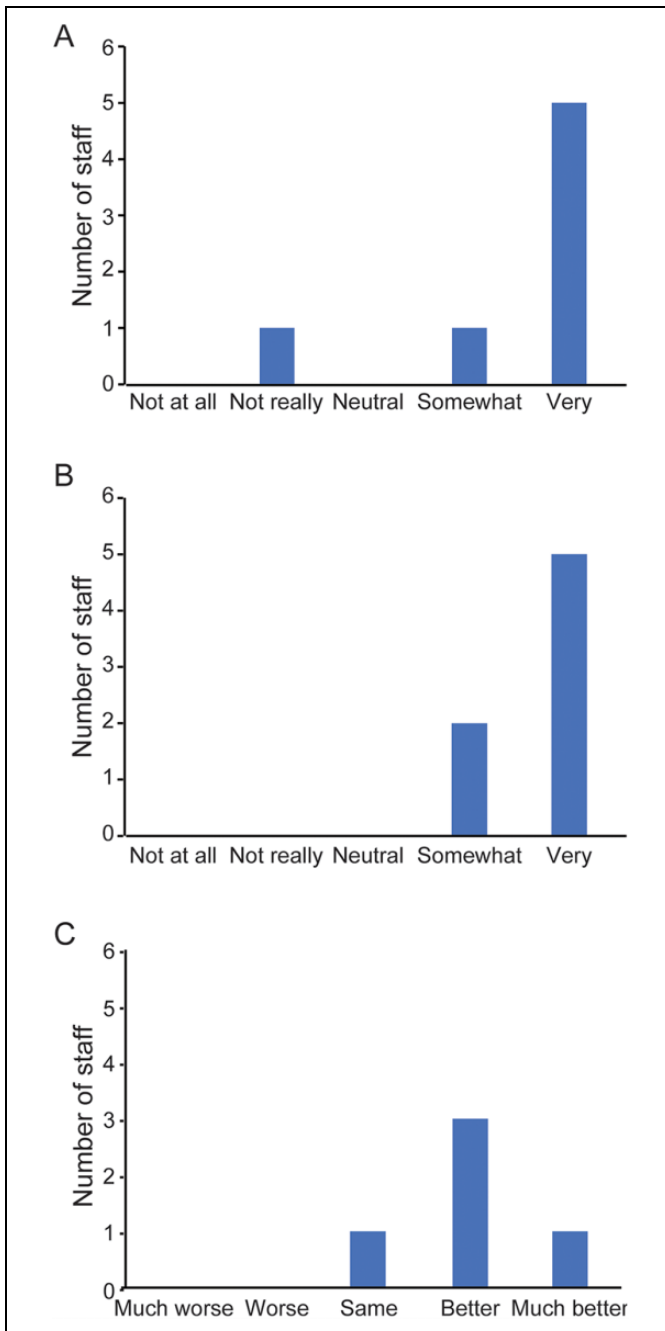 A
Number of staff
6
5
4
3
2
1
0
Not at all Not really Neutral Somewhat Very
B
Number of staff
6
5
4
3
2
1
0
Not at all Not really Neutral Somewhat Very
C
Number of staff
6
5
4
3
2
1
0
Much worse Worse Same Better Much better